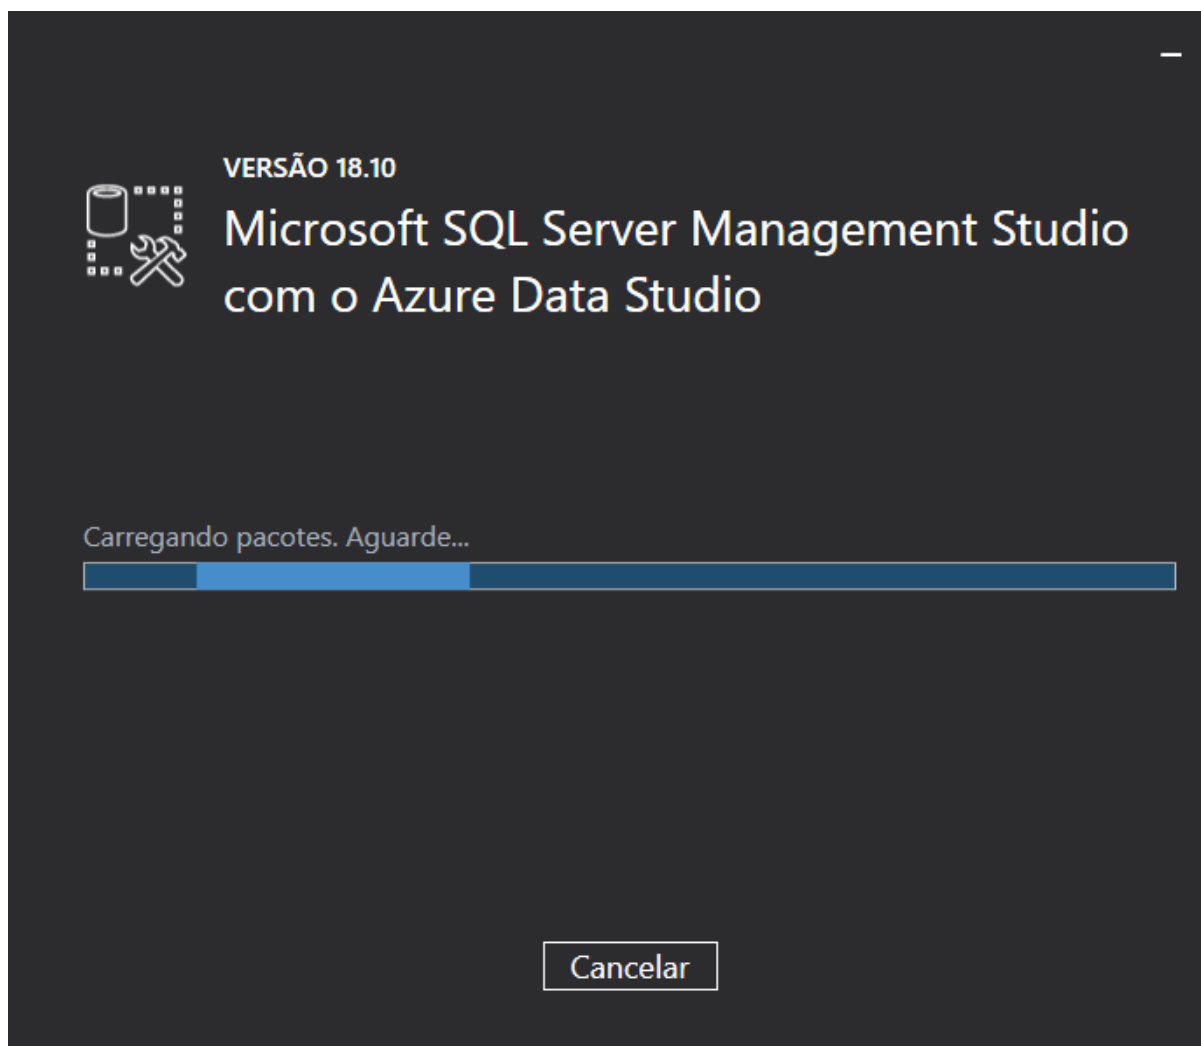 VERSÃO 18.10
Microsoft SQL Server Management Studio
com o Azure Data Studio
Carregando pacotes. Aguarde...
Cancelar